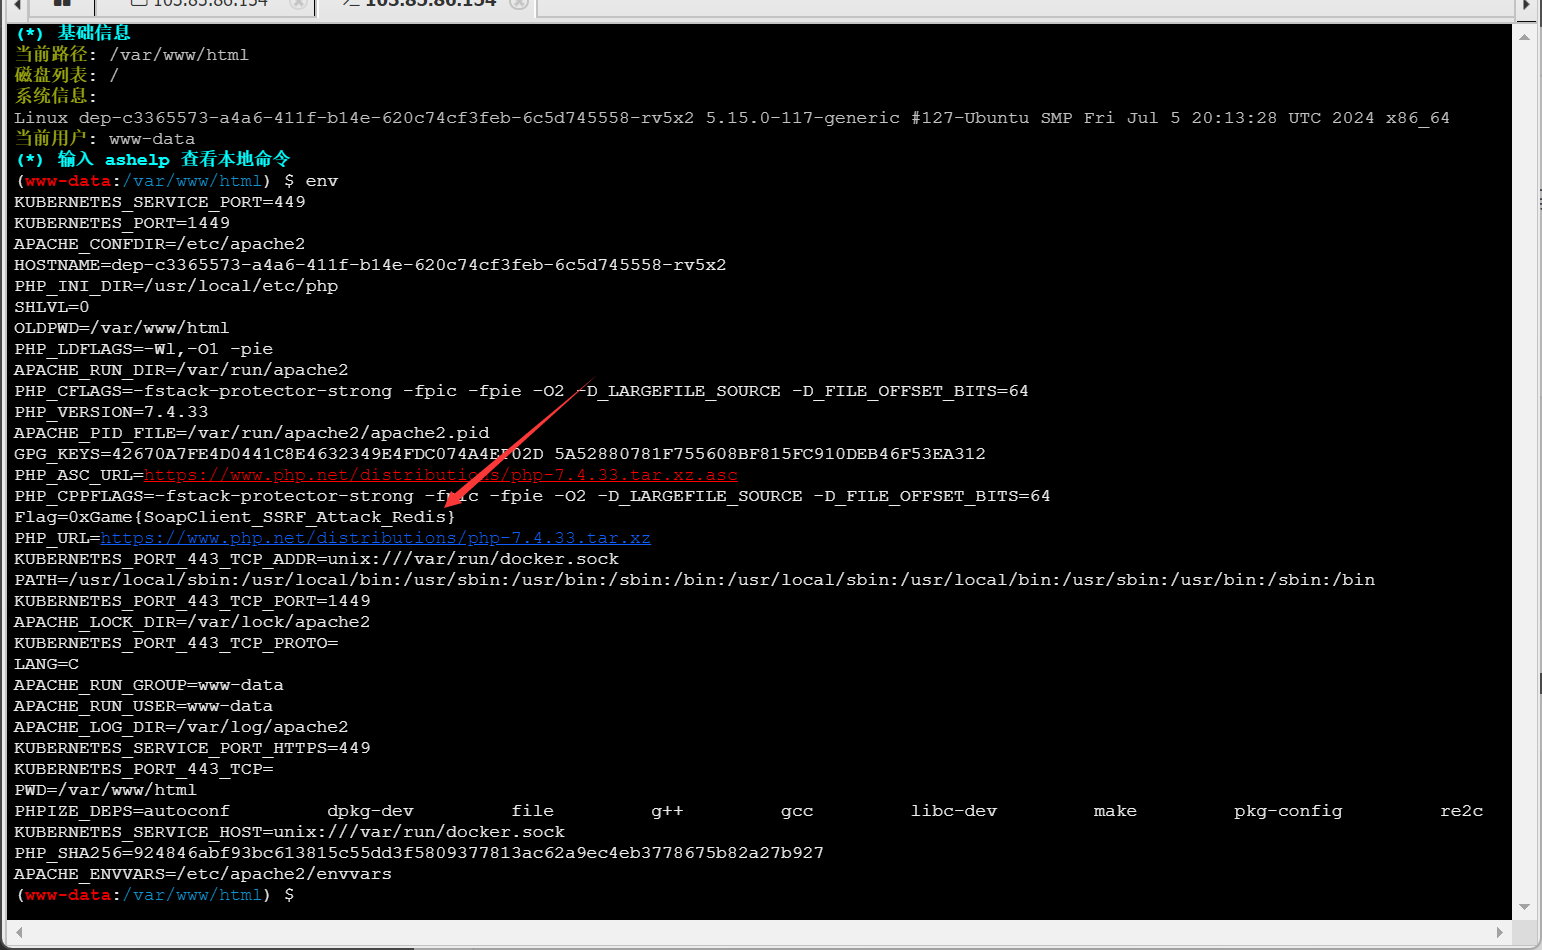 (*) 基础信息
当前路径: /var/www/html
磁盘列表: /
系统信息:
Linux dep-c3365573-a4a6-411f-b14e-620c74cf3feb-6c5d745558-rv5x2 5.15.0-117-generic #127-Ubuntu SMP Fri Jul 5 20:13:28 UTC 2024 x86_64
当前用户: www-data
(*) 输入 ashelp 查看本地命令
(www-data:/var/www/html) $ env
KUBERNETES_SERVICE_PORT=449
KUBERNETES_PORT=1449
APACHE_CONFDIR=/etc/apache2
HOSTNAME=dep-c3365573-a4a6-411f-b14e-620c74cf3feb-6c5d745558-rv5x2
PHP_INI_DIR=/usr/local/etc/php
SHLVL=0
OLDPWD=/var/www/html
PHP_LDFLAGS=-Wl,-O1 -pie
APACHE_RUN_DIR=/var/run/apache2
PHP_CFLAGS=-fstack-protector-strong -fpic -fpie -O2 -D_LARGEFILE_SOURCE -D_FILE_OFFSET_BITS=64
PHP_VERSION=7.4.33
APACHE_PID_FILE=/var/run/apache2/apache2.pid
GPG_KEYS= 5A52880781F755608BF815FC910DEB46F53EA312
PHP_ASC_URL=https://www.php.net/distributions/php-7.4.33.tar.xz.asc
PHP_CPPFLAGS=-fstack-protector-strong -fpic -fpie -O2 -D_LARGEFILE_SOURCE -D_FILE_OFFSET_BITS=64
Flag=0xGame{SoapClient_SSRF_Attack_Redis}
PHP_URL=https://www.php.net/distributions/php-7.4.33.tar.xz
KUBERNETES_PORT_443_TCP_ADDR=unix:///var/run/docker.sock
PATH=/usr/local/sbin:/usr/local/bin:/usr/sbin:/usr/bin:/sbin:/bin:/usr/local/sbin:/usr/local/bin:/usr/sbin:/usr/bin:/sbin:/bin
KUBERNETES_PORT_443_TCP_PORT=1449
APACHE_LOCK_DIR=/var/lock/apache2
KUBERNETES_PORT_443_TCP_PROTO=
LANG=C
APACHE_RUN_GROUP=www-data
APACHE_RUN_USER=www-data
APACHE_LOG_DIR=/var/log/apache2
KUBERNETES_SERVICE_PORT_HTTPS=449
KUBERNETES_PORT_443_TCP=
PWD=/var/www/html
PHPIZE_DEPS=autoconf dpkg-dev file g++ gcc libc-dev make pkg-config re2c
KUBERNETES_SERVICE_HOST=unix:///var/run/docker.sock
PHP_SHA256=924846abf93bc613815c55dd3f5809377813ac62a9ec4eb3778675b82a27b927
APACHE_ENVVARS=/etc/apache2/envvars
(www-data:/var/www/html) $